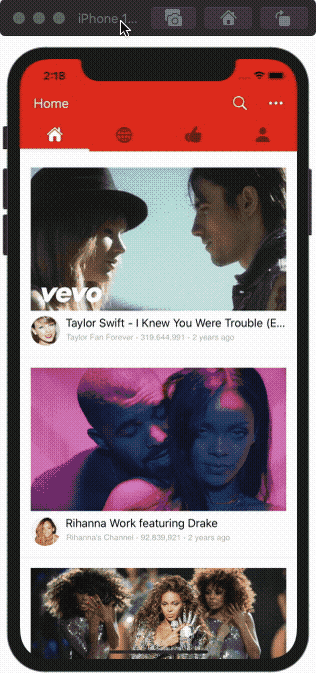 iPhone 1...
2:18
Home
vevo
Taylor Swift - I Knew You Were Trouble (E...
Taylor Fan Forever - 319,644,991 - 2 years ago
Rihanna Work featuring Drake
Rihanna's Channel - 92,639,821 - 2 years ago